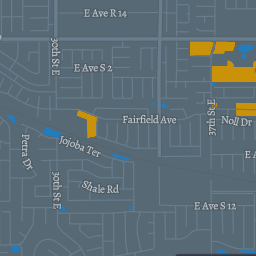 E Ave R 14
30th St E
E Ave S 2
Fairfield Ave
37th St E
Noll Dr
Petra Dr
Jojoba Ter
E A
Shale Rd
30th St E
E Ave S 12